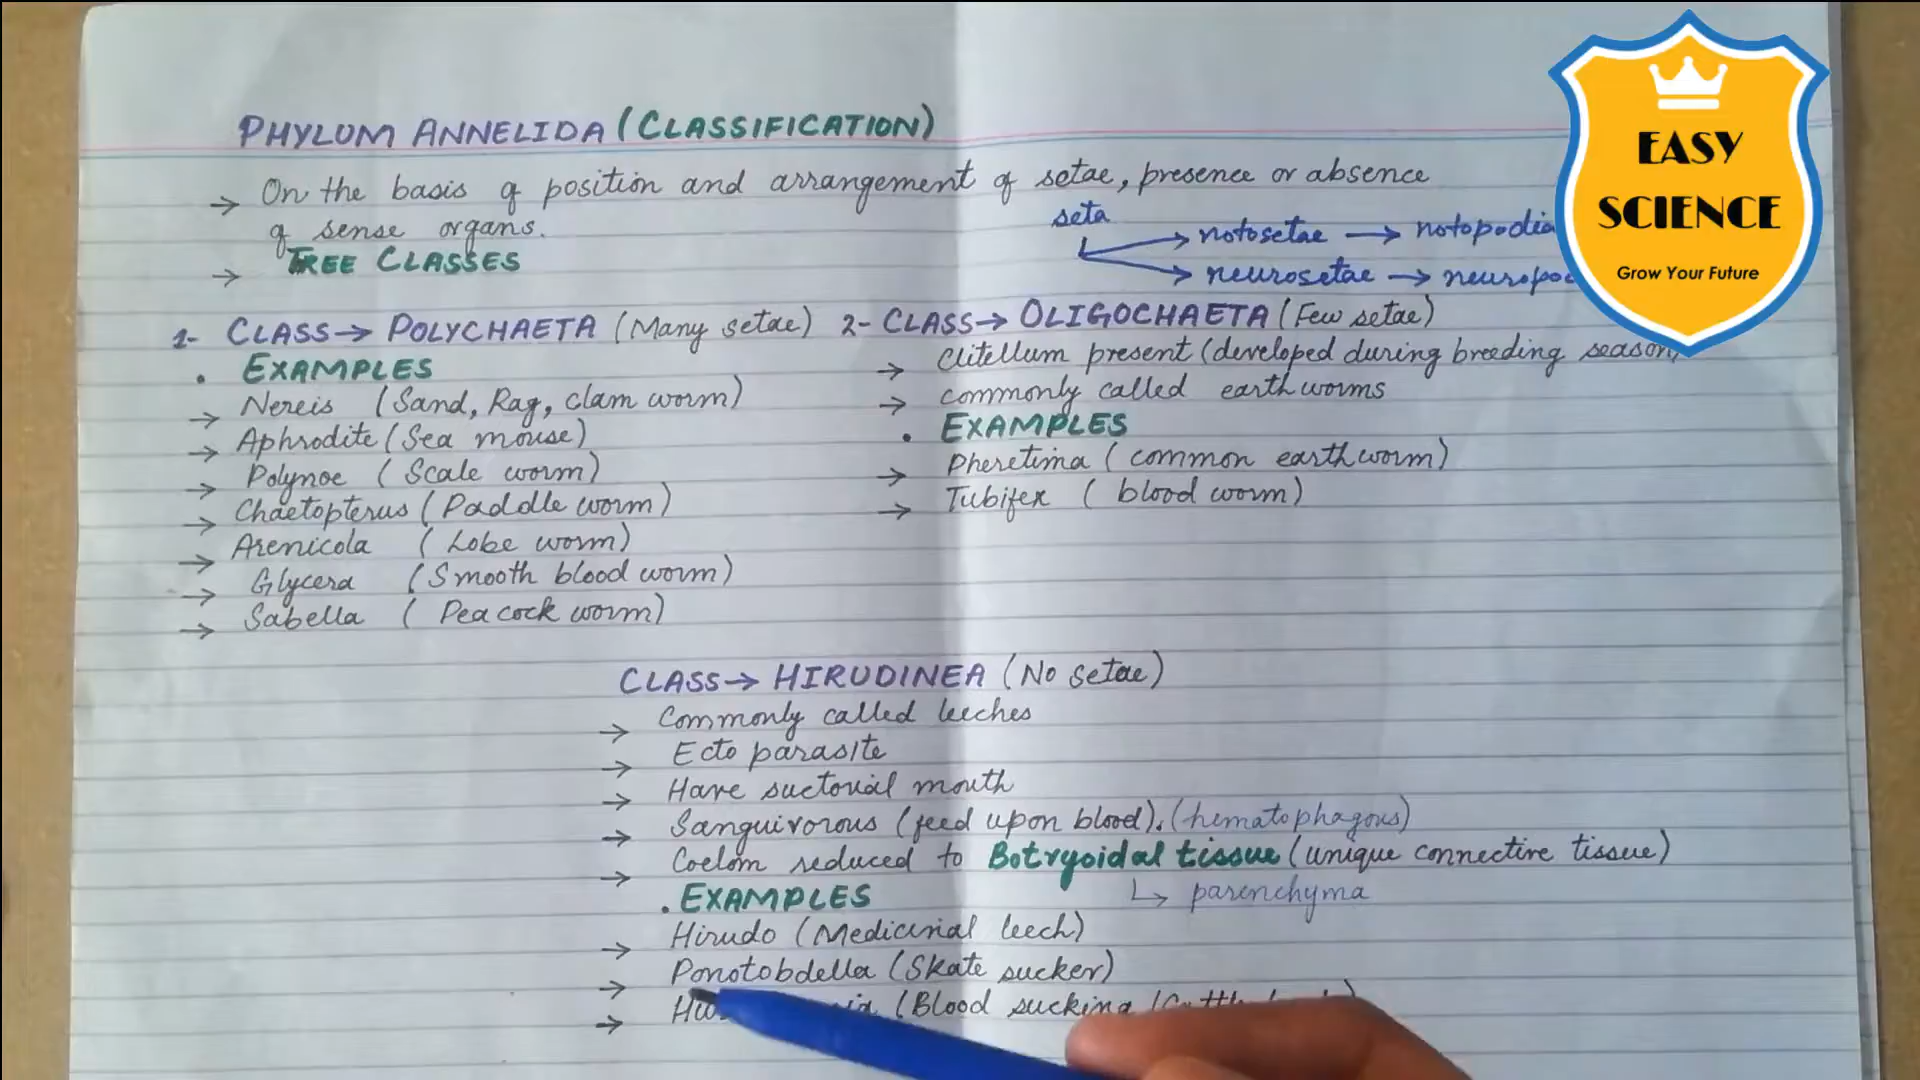 PHYLUM ANNELIDA (CLASSIFICATION)
→ On the basis of position and arrangement of setae, presence or absence
of sense organs.
seta
→ notosetae → notopodia
→ neurosetae →
→ TREE CLASSES
1- CLASS → POLYCHAETA (Many setae)
. EXAMPLES
→ Nereis (Sand, Rag, clam worm)
→ Aphrodite (Sea mouse)
→ Polynoe (Scale worm)
→ Chaetopterus (Paddle worm)
→ Arenicola (Lobe worm)
→ Glycera (Smooth blood worm)
→ Sabella (Peacock worm)
2- CLASS → OLIGOCHAETA (Few setae)
→ Clitellum present (developed during breeding season)
→ commonly called earthworms
. EXAMPLES
→ Pheretima (common earthworm)
→ Tubifex (blood worm)
CLASS → HIRUDINEA (No setae)
→ Commonly called leeches
→ Ecto parasite
→ Have suctorial mouth
→ Sanguivorous (feed upon blood). (hematophagous)
→ Coelom reduced to Botryoidal tissue (unique connective tissue)
↳ parenchyma
. EXAMPLES
→ Hirudo (Medicinal leech)
→ Ponotobdella (Skate sucker)
→ (Blood sucking
EASY
SCIENCE
Grow Your Future